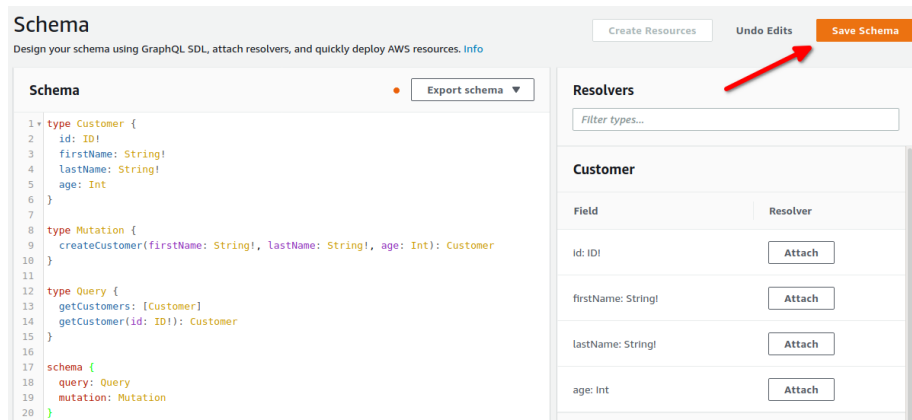 Schema
Create Resources
Undo Edits
Save Schema
Design your schema using GraphQL SDL, attach resolvers, and quickly deploy AWS resources. Info
Schema
Export schema
1 type Customer {
2 id: ID!
3 firstName: String!
4 lastName: String!
5 age: Int
6 }
7
8 type Mutation {
9 createCustomer(firstName: String!, lastName: String!, age: Int): Customer
10 }
11
12 type Query {
13 getCustomers: [Customer]
14 getCustomer(id: ID!): Customer
15 }
16
17 schema {
18 query: Query
19 mutation: Mutation
20 }
Resolvers
Filter types...
Customer
Field Resolver
id: ID! Attach
firstName: String! Attach
lastName: String! Attach
age: Int Attach